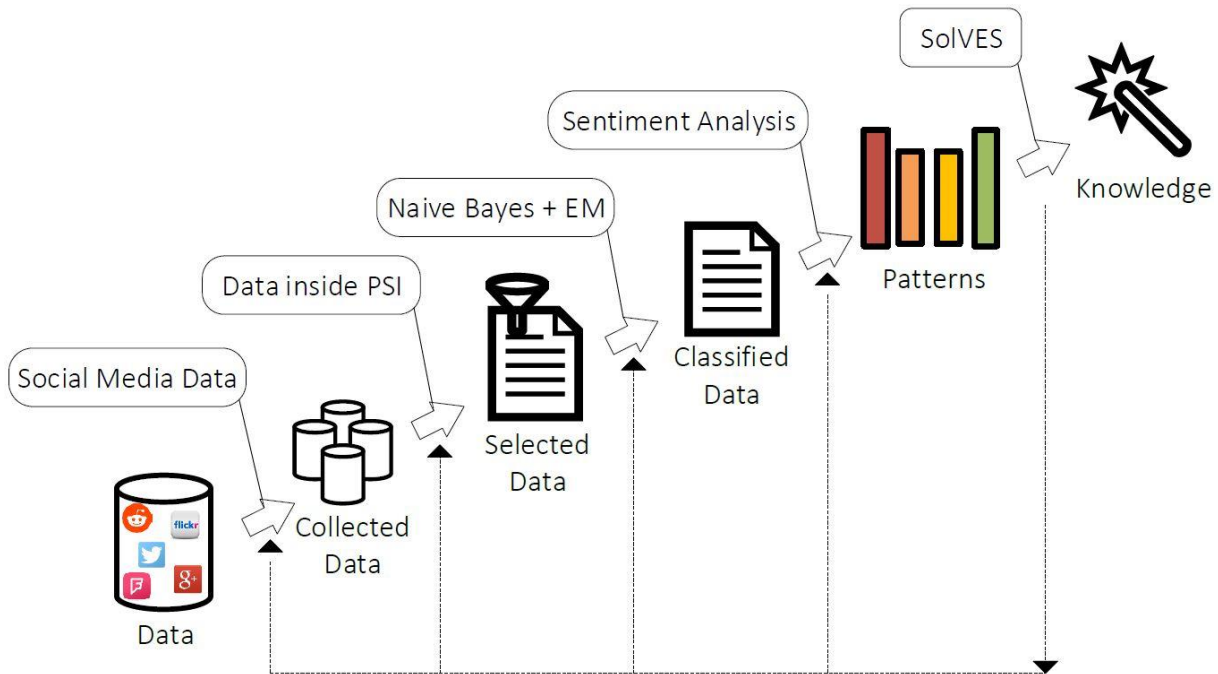 SolVES
Knowledge
Sentiment Analysis
Patterns
Naive Bayes + EM
Classified
Data
Data inside PSI
Selected
Data
Social Media Data
Collected
Data
flickr
g+
Data